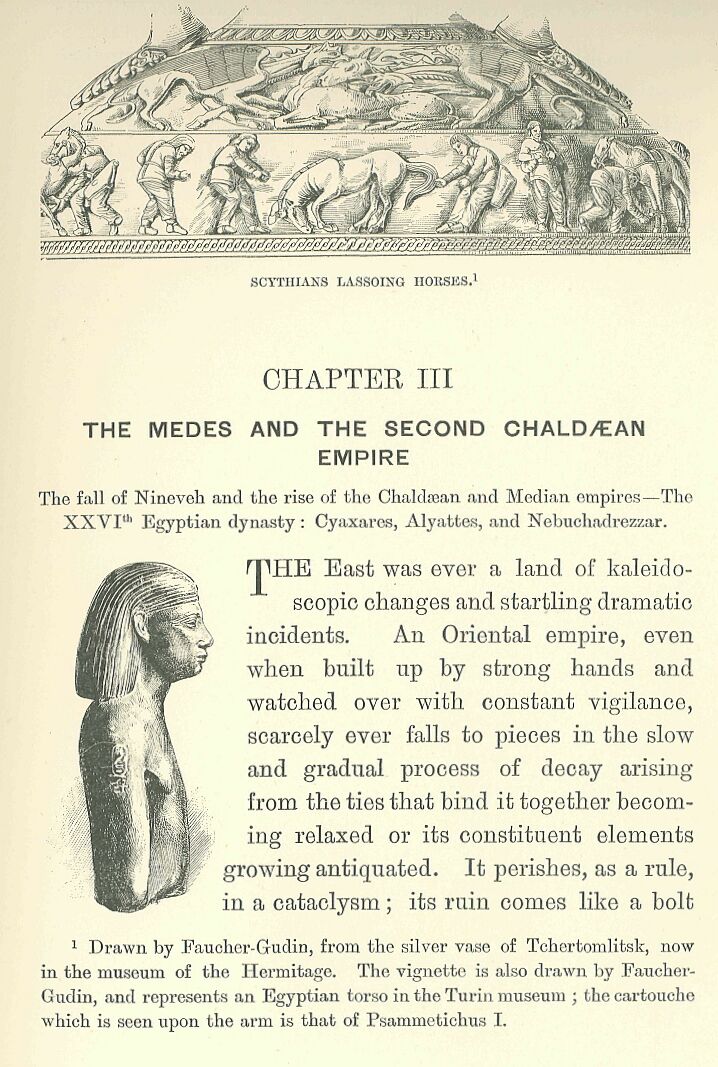 SCYTHIANS LASSOING HORSES.¹
CHAPTER III
THE MEDES AND THE SECOND CHALDÆAN
EMPIRE
The fall of Nineveh and the rise of the Chaldæan and Median empires—The
XXVIth Egyptian dynasty: Cyaxares, Alyattes, and Nebuchadrezzar.
THE East was ever a land of kaleido-
scopic changes and startling dramatic
incidents. An Oriental empire, even
when built up by strong hands and
watched over with constant vigilance,
scarcely ever falls to pieces in the slow
and gradual process of decay arising
from the ties that bind it together becom-
ing relaxed or its constituent elements
growing antiquated. It perishes, as a rule,
in a cataclysm; its ruin comes like a bolt
¹ Drawn by Faucher-Gudin, from the silver vase of Tchertomlitsk, now
in the museum of the Hermitage. The vignette is also drawn by Faucher-
Gudin, and represents an Egyptian torso in the Turin museum; the cartouche
which is seen upon the arm is that of Psammetichus I.